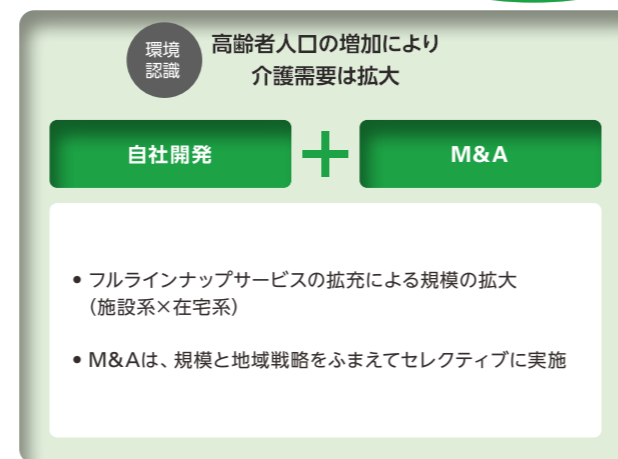 環境
認識
高齢者人口の増加により
介護需要は拡大
自社開発
+
M&A
• フルラインナップサービスの拡充による規模の拡大
（施設系×在宅系）
• M&Aは、規模と地域戦略をふまえてセレクティブに実施